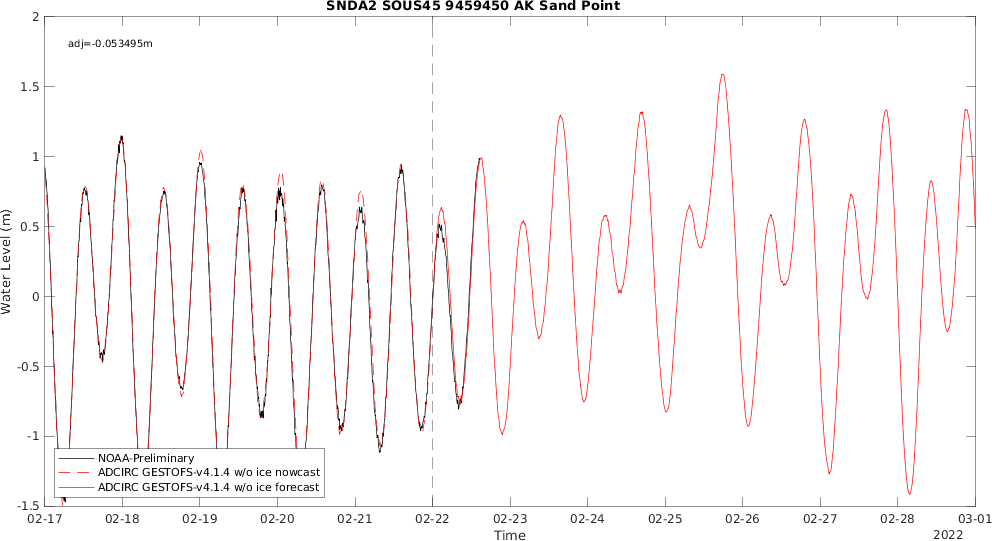 SNDA2 SOUS45 9459450 AK Sand Point
adj=-0.053495m
Water Level (m)
2
1.5
1
0.5
0
-0.5
-1
-1.5
NOAA-Preliminary
ADCIRC GESTOFS-v4.1.4 w/o ice nowcast
ADCIRC GESTOFS-v4.1.4 w/o ice forecast
02-17 02-18 02-19 02-20 02-21 02-22 02-23 02-24 02-25 02-26 02-27 02-28 03-01
Time
2022